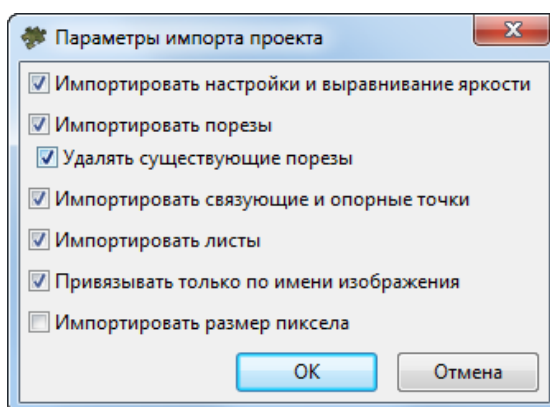 Параметры импорта проекта
Импортировать настройки и выравнивание яркости
Импортировать порезы
Удалять существующие порезы
Импортировать связующие и опорные точки
Импортировать листы
Привязывать только по имени изображения
Импортировать размер пиксела
OK
Отмена